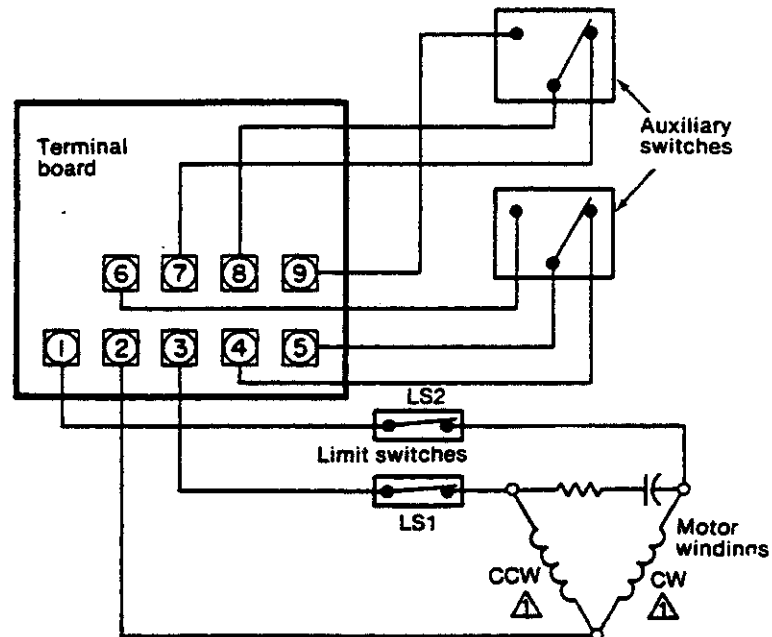 Terminal
board
Auxiliary
switches
6 7 8 9
1 2 3 4 5
LS2
Limit switches
LS1
Motor
windings
CCW
CW
1
1